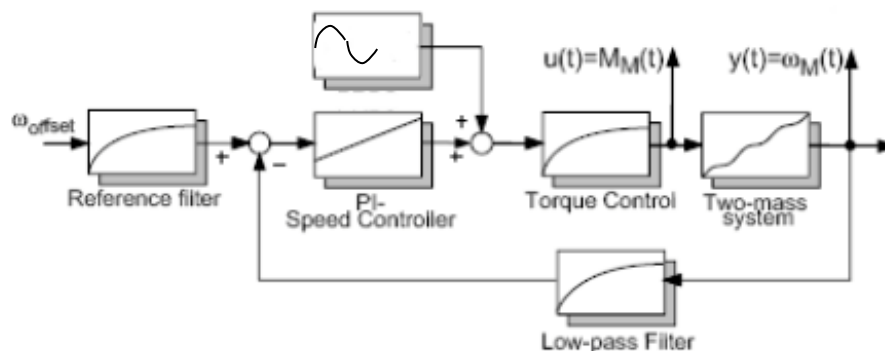 u(t)=M_M(t)
y(t)=ω_M(t)
ω_offset
+
+
+
+
−
Reference filter
PI-
Speed Controller
Torque Control
Two-mass
system
Low-pass Filter